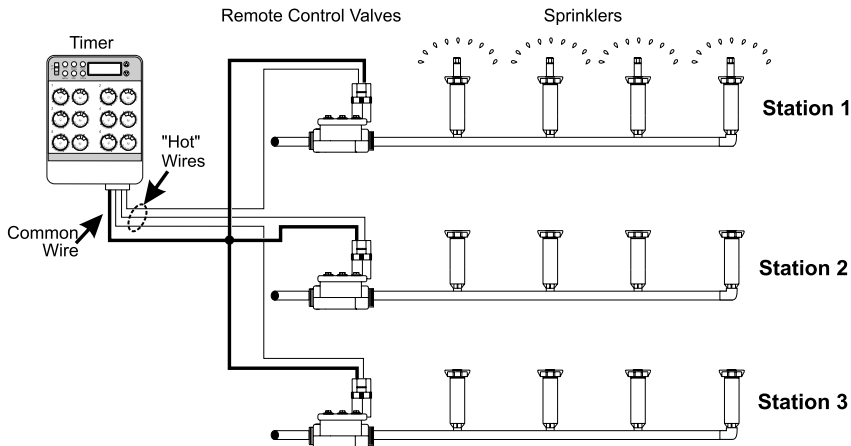 Remote Control Valves
Sprinklers
Timer
Station 1
"Hot"
Wires
Common
Wire
Station 2
Station 3